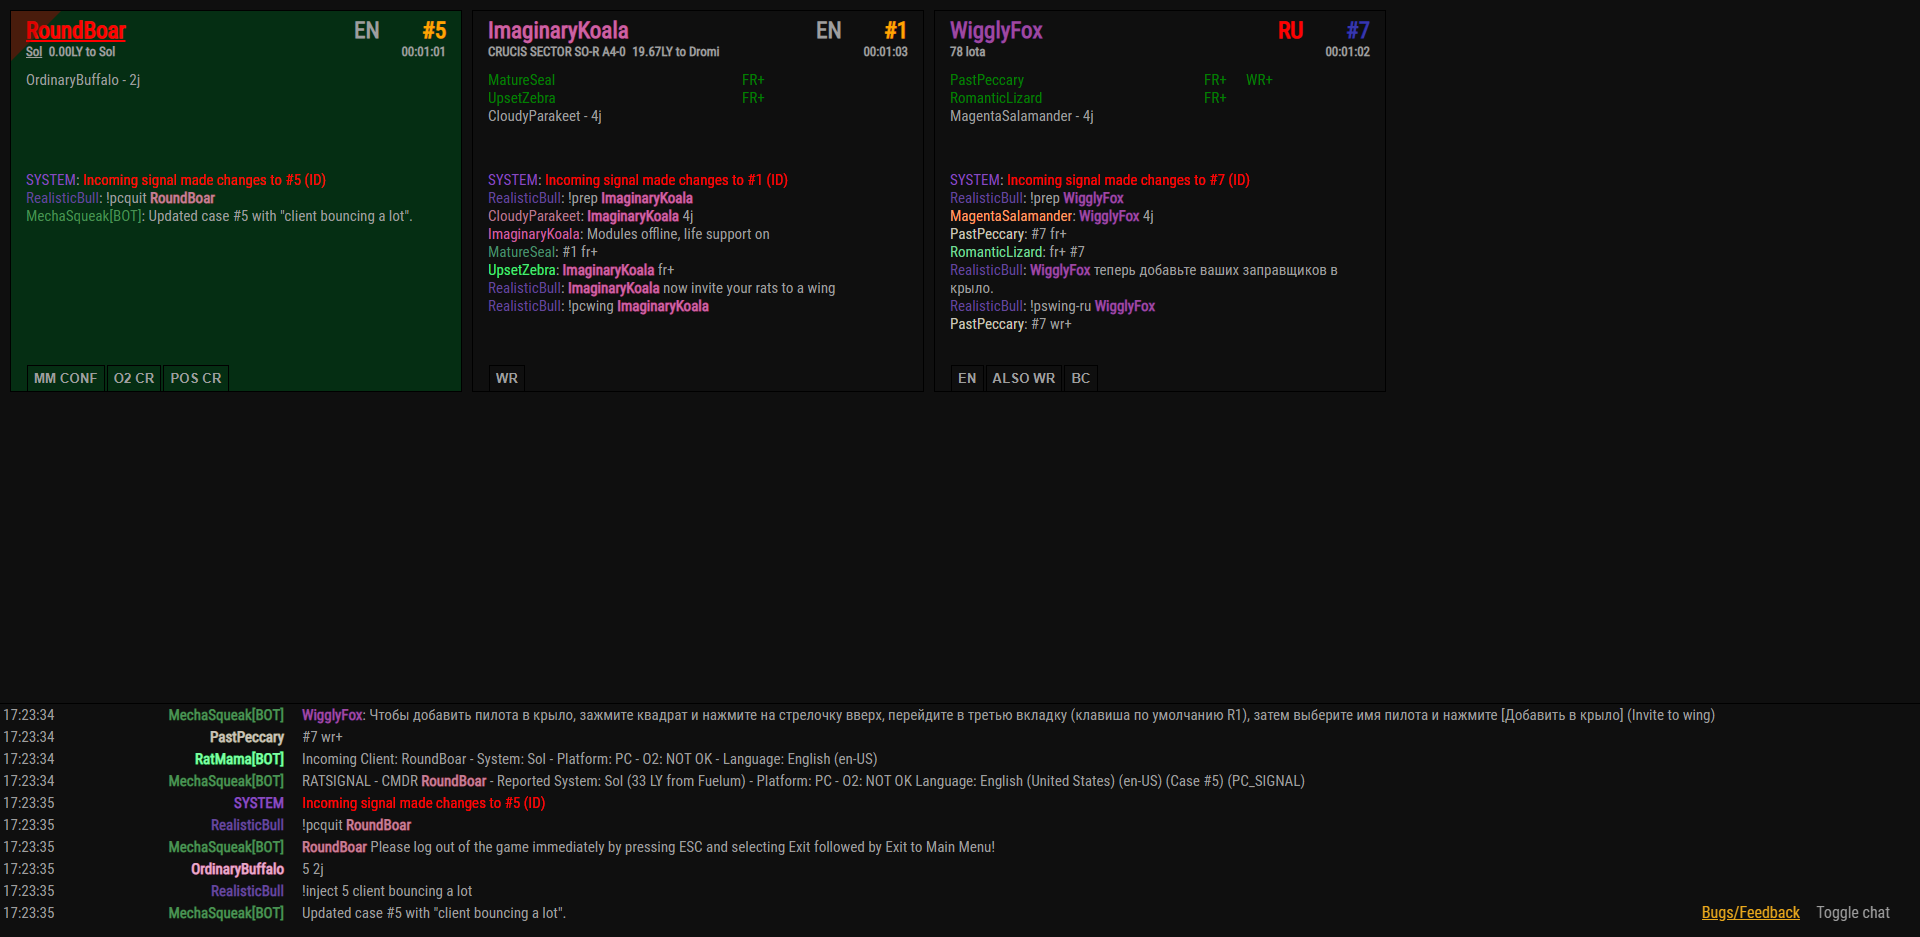 RoundBoar EN #5
Sol 0.00LY to Sol 00:01:01
OrdinaryBuffalo - 2j
SYSTEM: Incoming signal made changes to #5 (ID)
RealisticBull: !pcquit RoundBoar
MechaSqueak[BOT]: Updated case #5 with "client bouncing a lot".
MM CONF O2 CR POS CR
ImaginaryKoala EN #1
CRUCIS SECTOR SO-R A4-0 19.67LY to Dromi 00:01:03
MatureSeal FR+
UpsetZebra FR+
CloudyParakeet - 4j
SYSTEM: Incoming signal made changes to #1 (ID)
RealisticBull: !prep ImaginaryKoala
CloudyParakeet: ImaginaryKoala 4j
ImaginaryKoala: Modules offline, life support on
MatureSeal: #1 fr+
UpsetZebra: ImaginaryKoala fr+
RealisticBull: ImaginaryKoala now invite your rats to a wing
RealisticBull: !pcwing ImaginaryKoala
WR
WigglyFox RU #7
78 Iota 00:01:02
PastPeccary FR+ WR+
RomanticLizard FR+
MagentaSalamander - 4j
SYSTEM: Incoming signal made changes to #7 (ID)
RealisticBull: !prep WigglyFox
MagentaSalamander: WigglyFox 4j
PastPeccary: #7 fr+
RomanticLizard: fr+ #7
RealisticBull: WigglyFox теперь добавьте ваших заправщиков в
крыло.
RealisticBull: !pswing-ru WigglyFox
PastPeccary: #7 wr+
EN ALSO WR BC
17:23:34 MechaSqueak[BOT] WigglyFox: Чтобы добавить пилота в крыло, зажмите квадрат и нажмите на стрелочку вверх, перейдите в третью вкладку (клавиша по умолчанию R1), затем выберите имя пилота и нажмите [Добавить в крыло] (Invite to wing)
17:23:34 PastPeccary #7 wr+
17:23:34 RatMama[BOT] Incoming Client: RoundBoar - System: Sol - Platform: PC - O2: NOT OK - Language: English (en-US)
17:23:34 MechaSqueak[BOT] RATSIGNAL - CMDR RoundBoar - Reported System: Sol (33 LY from Fuelum) - Platform: PC - O2: NOT OK Language: English (United States) (en-US) (Case #5) (PC_SIGNAL)
17:23:35 SYSTEM Incoming signal made changes to #5 (ID)
17:23:35 RealisticBull !pcquit RoundBoar
17:23:35 MechaSqueak[BOT] RoundBoar Please log out of the game immediately by pressing ESC and selecting Exit followed by Exit to Main Menu!
17:23:35 OrdinaryBuffalo 5 2j
17:23:35 RealisticBull !inject 5 client bouncing a lot
17:23:35 MechaSqueak[BOT] Updated case #5 with "client bouncing a lot".
Bugs/Feedback Toggle chat